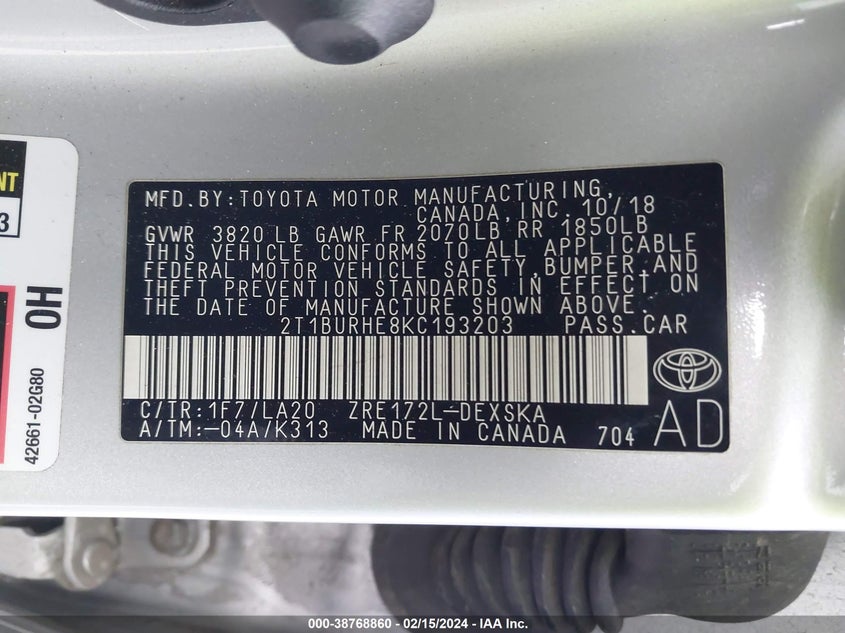 NT
3
OH
42661-02G80
MFD.BY:TOYOTA MOTOR MANUFACTURING,
CANADA,INC. 10/18
GVWR 3820 LB GAWR FR 2070LB RR 1850LB
THIS VEHICLE CONFORMS TO ALL APPLICABLE
FEDERAL MOTOR VEHICLE SAFETY,BUMPER,AND
THEFT PREVENTION STANDARDS IN EFFECT ON
THE DATE OF MANUFACTURE SHOWN ABOVE.
2T1BURHE8KC193203 PASS.CAR
C/TR:1F7/LA20 ZRE172L-DEXSKA
A/TM:-04A/K313 MADE IN CANADA 704
AD
000-38768860 - 02/15/2024 - IAA Inc.